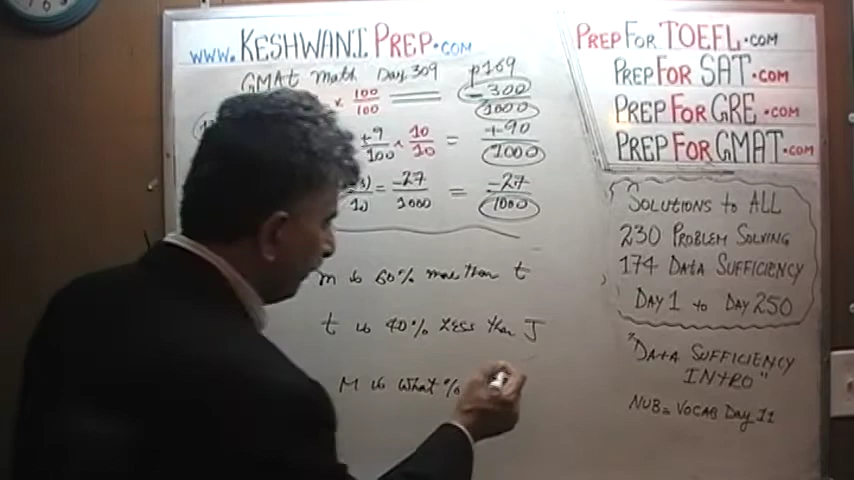 www.KESHWANI PREP.com
GMAt Math Day 309 p169
× 100/100 = -300/1000
+9/100 × 10/10 = +90/1000
-3)/10 = -27/1000 = -27/1000
m is 60% more than t
t is 40% Less than J
M is what %
PREP FOR TOEFL.com
PREP FOR SAT.com
PREP FOR GRE.com
PREP FOR GMAT.com
SOLUTIONS to ALL
230 PROBLEM SOLVING
174 DATA SUFFICIENCY
DAY 1 to DAY 250
"DATA SUFFICIENCY
INTRO"
VOCAB Day 11